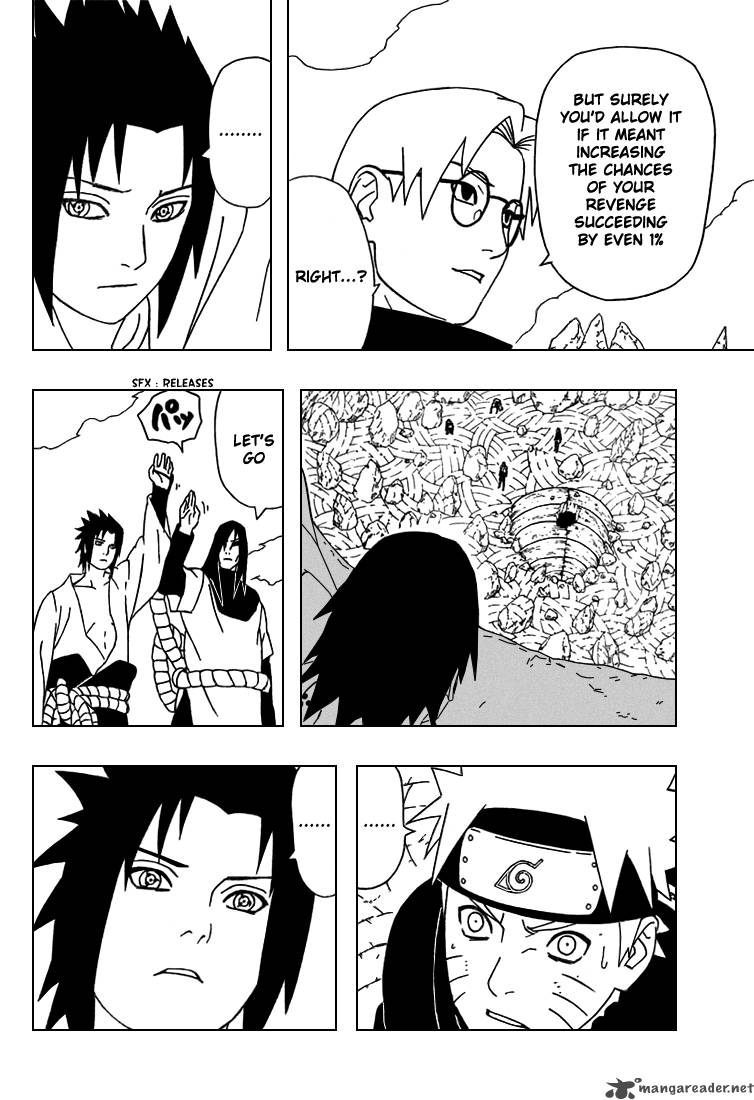 BUT SURELY
YOU'D ALLOW IT
IF IT MEANT
INCREASING
THE CHANCES
OF YOUR
REVENGE
SUCCEEDING
BY EVEN 1%
RIGHT...?
........
SFX : RELEASES
パッ
LET'S
GO
......
......
mangareader.net